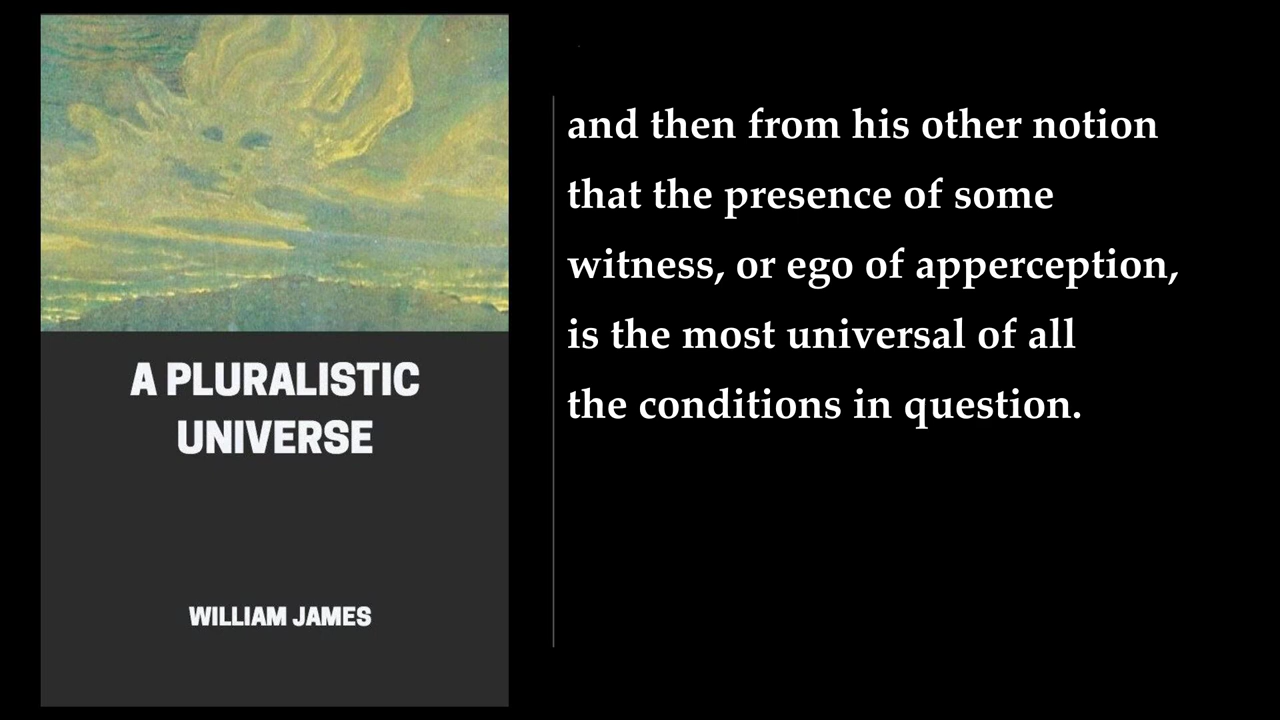 A PLURALISTIC
UNIVERSE
WILLIAM JAMES
and then from his other notion
that the presence of some
witness, or ego of apperception,
is the most universal of all
the conditions in question.